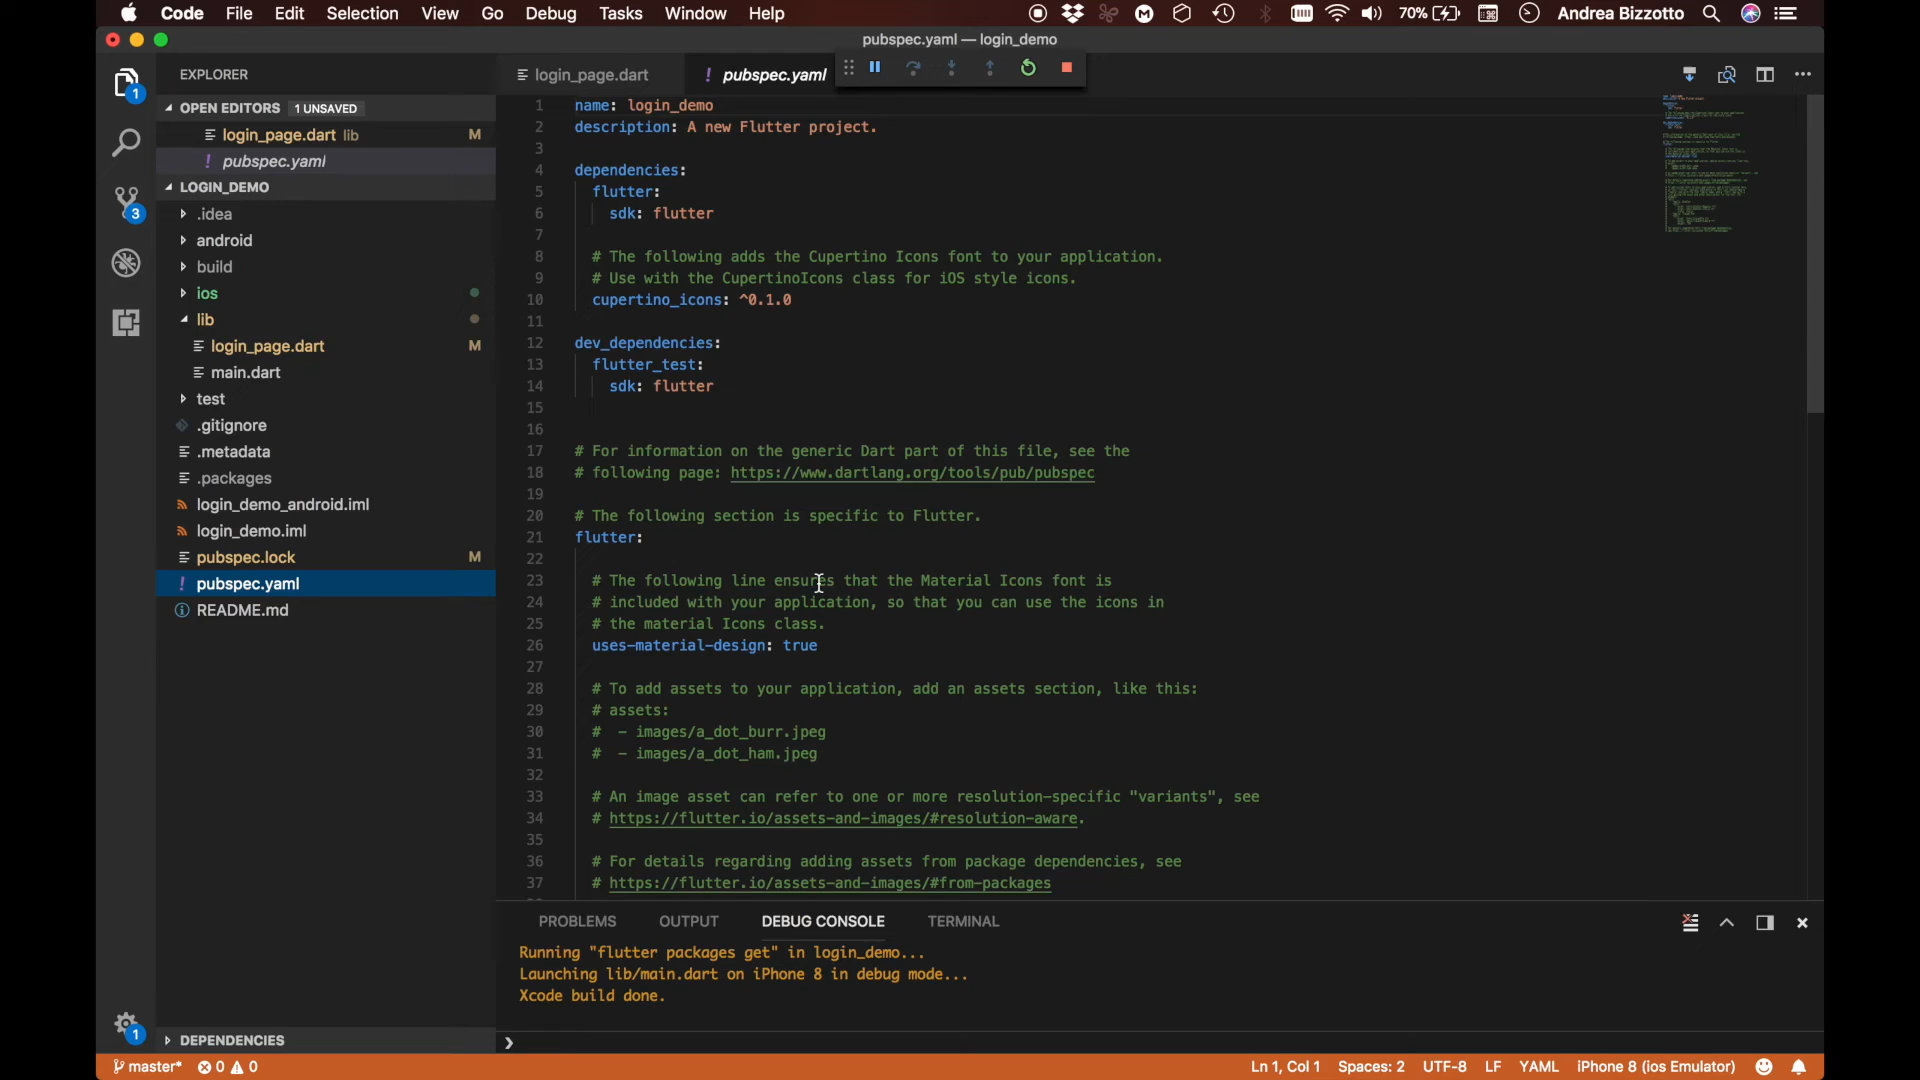 Code File Edit Selection View Go Debug Tasks Window Help 70% Andrea Bizzotto
pubspec.yaml — login_demo
EXPLORER
login_page.dart ! pubspec.yaml
OPEN EDITORS 1 UNSAVED
login_page.dart lib M
! pubspec.yaml
LOGIN_DEMO
.idea
android
build
ios
lib
login_page.dart M
main.dart
test
.gitignore
.metadata
.packages
login_demo_android.iml
login_demo.iml
pubspec.lock M
! pubspec.yaml
README.md
DEPENDENCIES
1
3
1
1 name: login_demo
2 description: A new Flutter project.
3
4 dependencies:
5 flutter:
6 sdk: flutter
7
8 # The following adds the Cupertino Icons font to your application.
9 # Use with the CupertinoIcons class for iOS style icons.
10 cupertino_icons: ^0.1.0
11
12 dev_dependencies:
13 flutter_test:
14 sdk: flutter
15
16
17 # For information on the generic Dart part of this file, see the
18 # following page: https://www.dartlang.org/tools/pub/pubspec
19
20 # The following section is specific to Flutter.
21 flutter:
22
23 # The following line ensures that the Material Icons font is
24 # included with your application, so that you can use the icons in
25 # the material Icons class.
26 uses-material-design: true
27
28 # To add assets to your application, add an assets section, like this:
29 # assets:
30 # - images/a_dot_burr.jpeg
31 # - images/a_dot_ham.jpeg
32
33 # An image asset can refer to one or more resolution-specific "variants", see
34 # https://flutter.io/assets-and-images/#resolution-aware.
35
36 # For details regarding adding assets from package dependencies, see
37 # https://flutter.io/assets-and-images/#from-packages
PROBLEMS OUTPUT DEBUG CONSOLE TERMINAL
Running "flutter packages get" in login_demo...
Launching lib/main.dart on iPhone 8 in debug mode...
Xcode build done.
master* 0 0 Ln 1, Col 1 Spaces: 2 UTF-8 LF YAML iPhone 8 (ios Emulator)